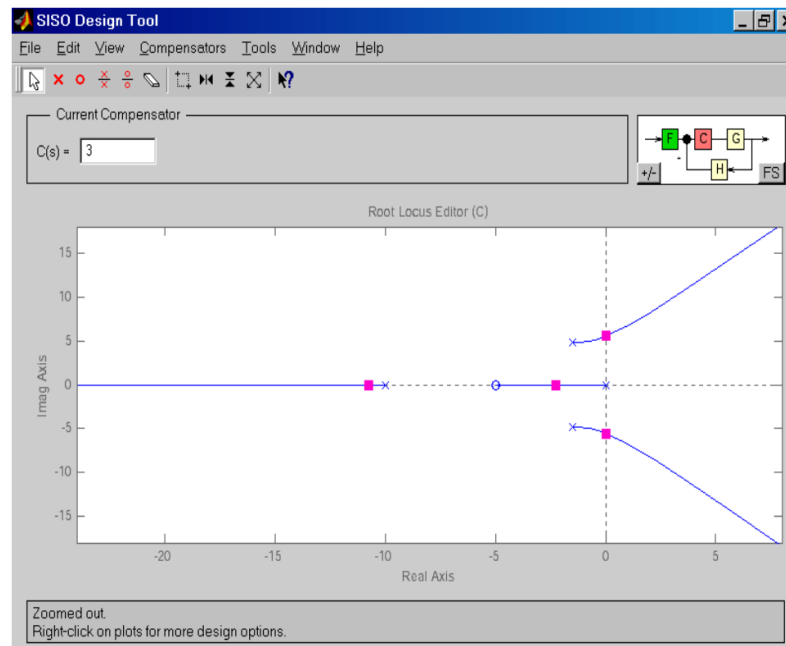 SISO Design Tool
File Edit View Compensators Tools Window Help
Current Compensator
C(s) = 3
F C G
H
+/- FS
Root Locus Editor (C)
15
10
5
0
-5
-10
-15
Imag Axis
-20 -15 -10 -5 0 5
Real Axis
Zoomed out.
Right-click on plots for more design options.